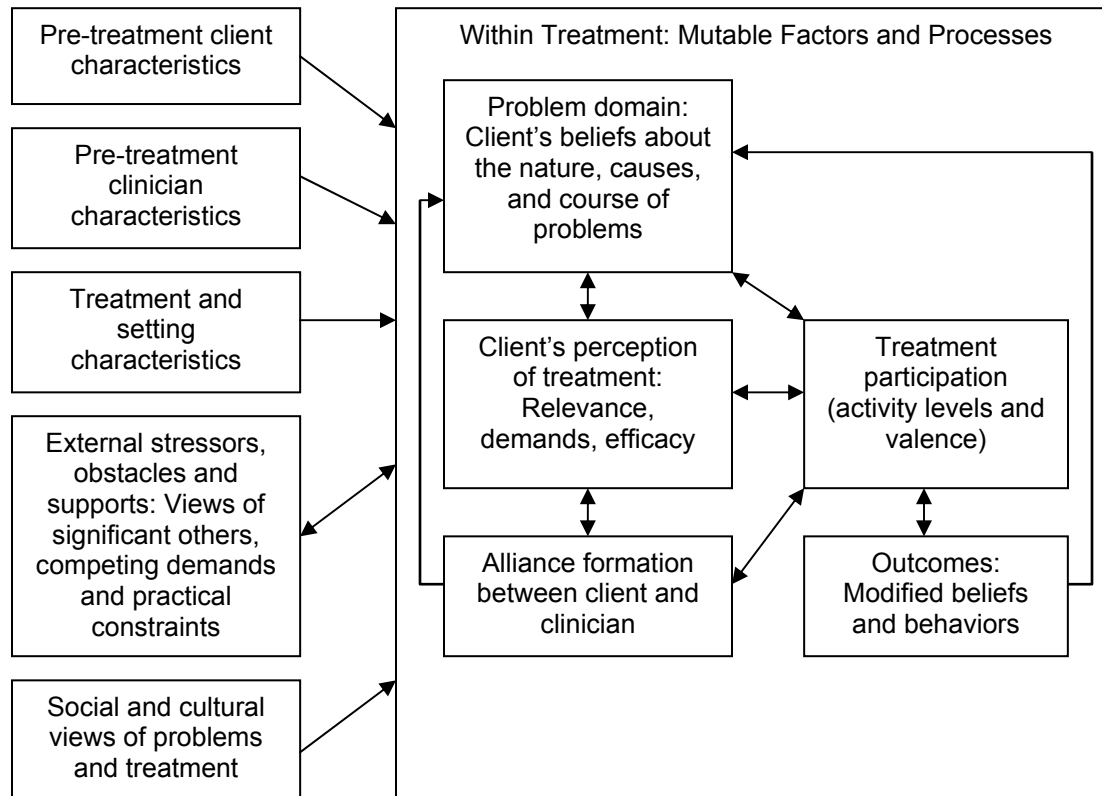 Pre-treatment client
characteristics
Pre-treatment
clinician
characteristics
Treatment and
setting
characteristics
External stressors,
obstacles and
supports: Views of
significant others,
competing demands
and practical
constraints
Social and cultural
views of problems
and treatment
Within Treatment: Mutable Factors and Processes
Problem domain:
Client’s beliefs about
the nature, causes,
and course of
problems
Client’s perception
of treatment:
Relevance,
demands, efficacy
Treatment
participation
(activity levels and
valence)
Alliance formation
between client and
clinician
Outcomes:
Modified beliefs
and behaviors